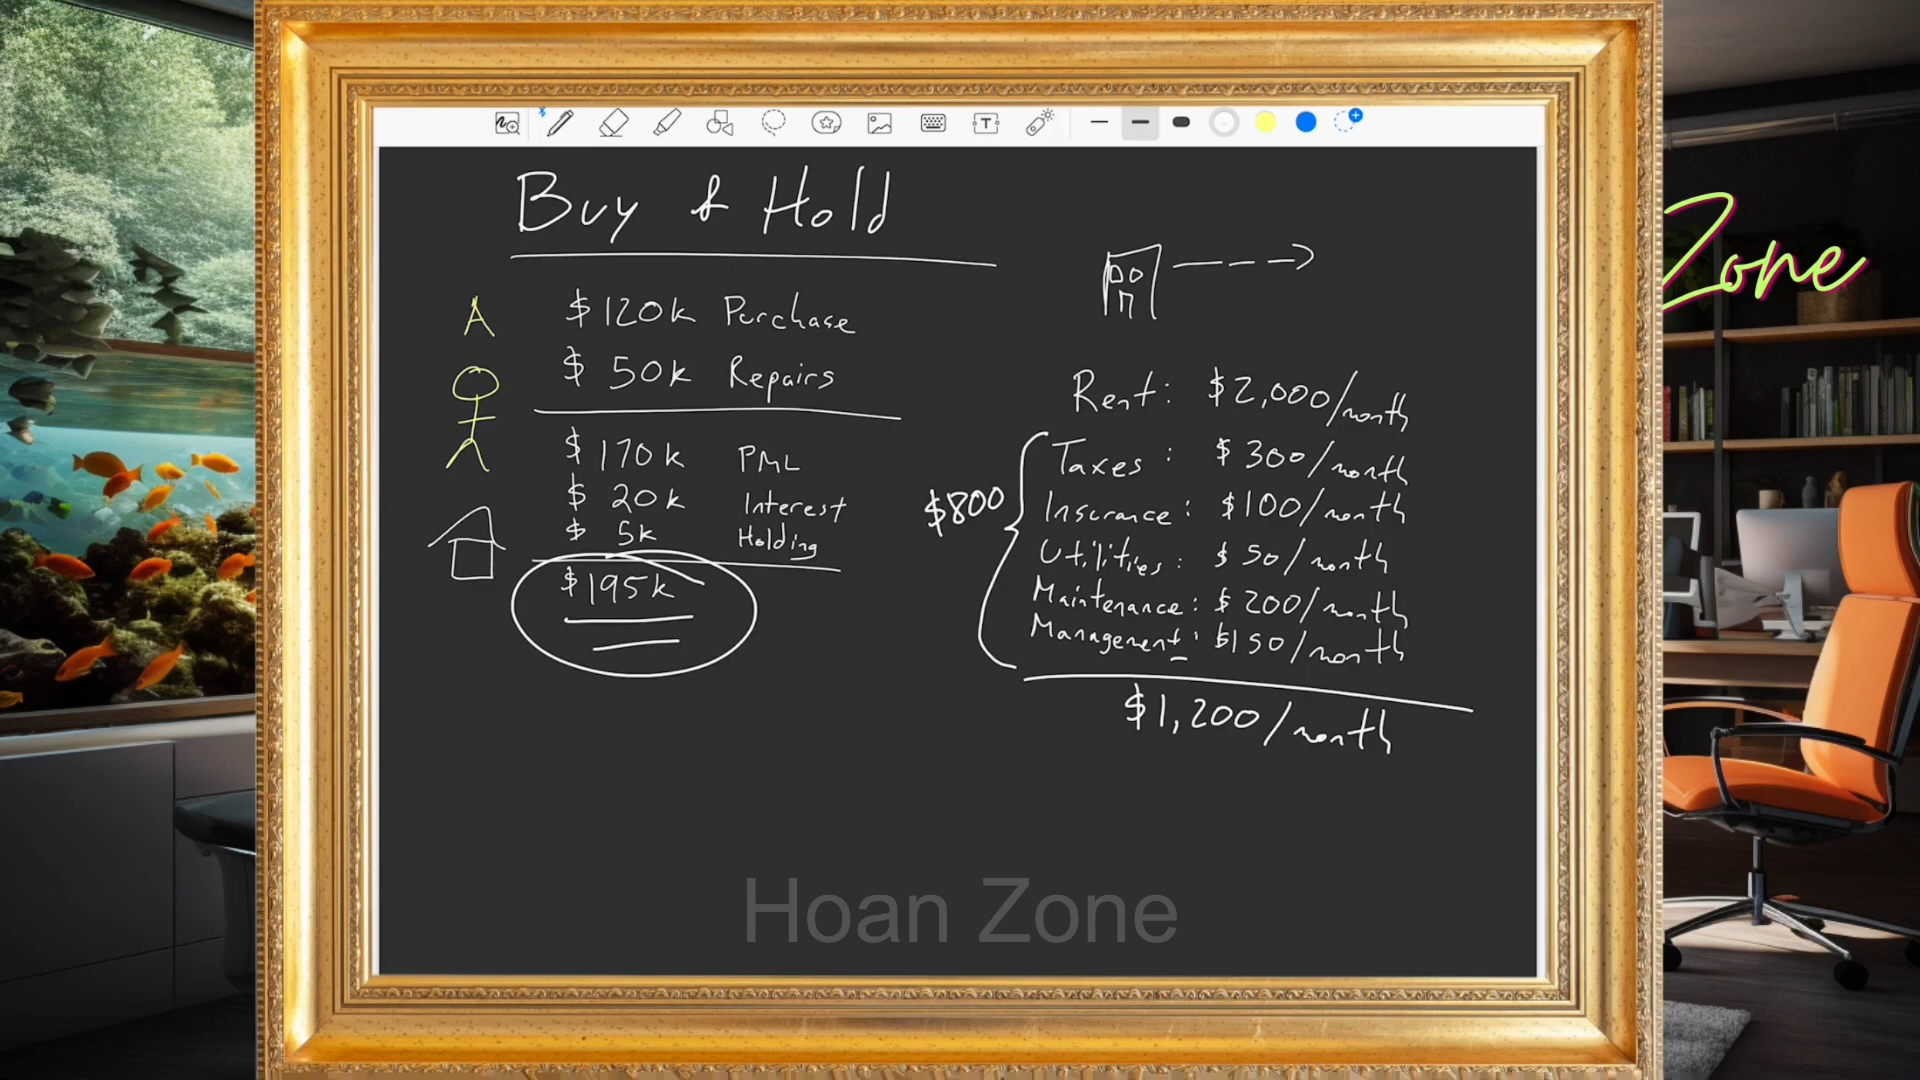 Buy & Hold
A
$120k Purchase
$ 50k Repairs
$170k PML
$ 20k Interest
$ 5k Holding
$195k
Rent: $2,000/month
$800
Taxes: $300/month
Insurance: $100/month
Utilities: $50/month
Maintenance: $200/month
Management: $150/month
$1,200/month
Hoan Zone
Zone